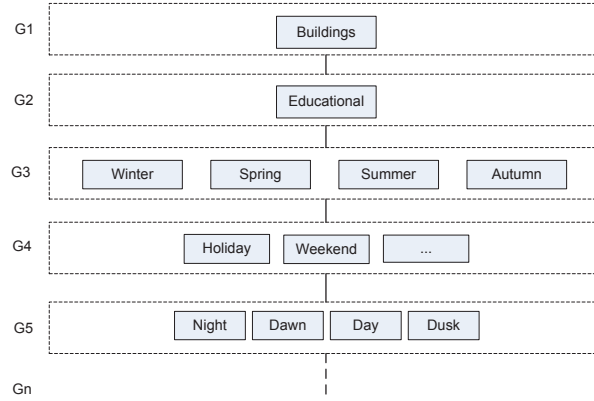 G1
Buildings
G2
Educational
G3
Winter Spring Summer Autumn
G4
Holiday Weekend ...
G5
Night Dawn Day Dusk
Gn